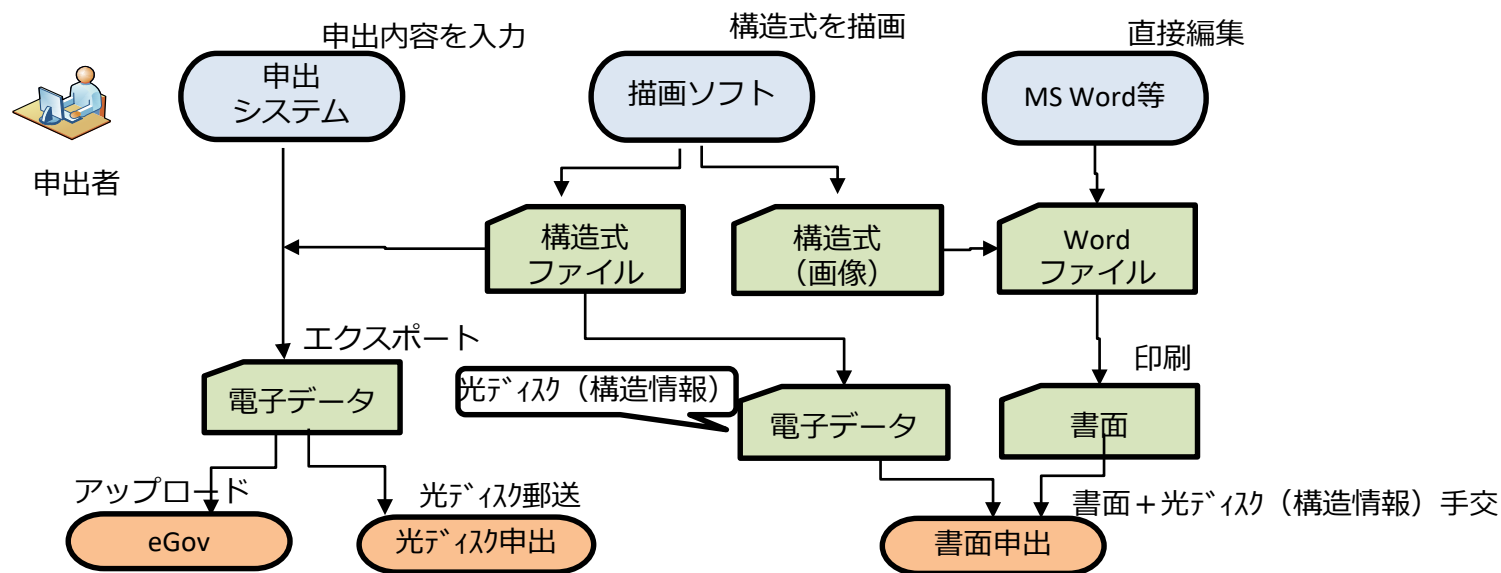 申出内容を入力
構造式を描画
直接編集
申出
システム
描画ソフト
MS Word等
申出者
構造式
ファイル
構造式
（画像）
Word
ファイル
エクスポート
印刷
電子データ
光ﾃﾞｨｽｸ（構造情報）
電子データ
書面
アップロード
光ﾃﾞｨｽｸ郵送
書面＋光ﾃﾞｨｽｸ（構造情報）手交
eGov
光ﾃﾞｨｽｸ申出
書面申出